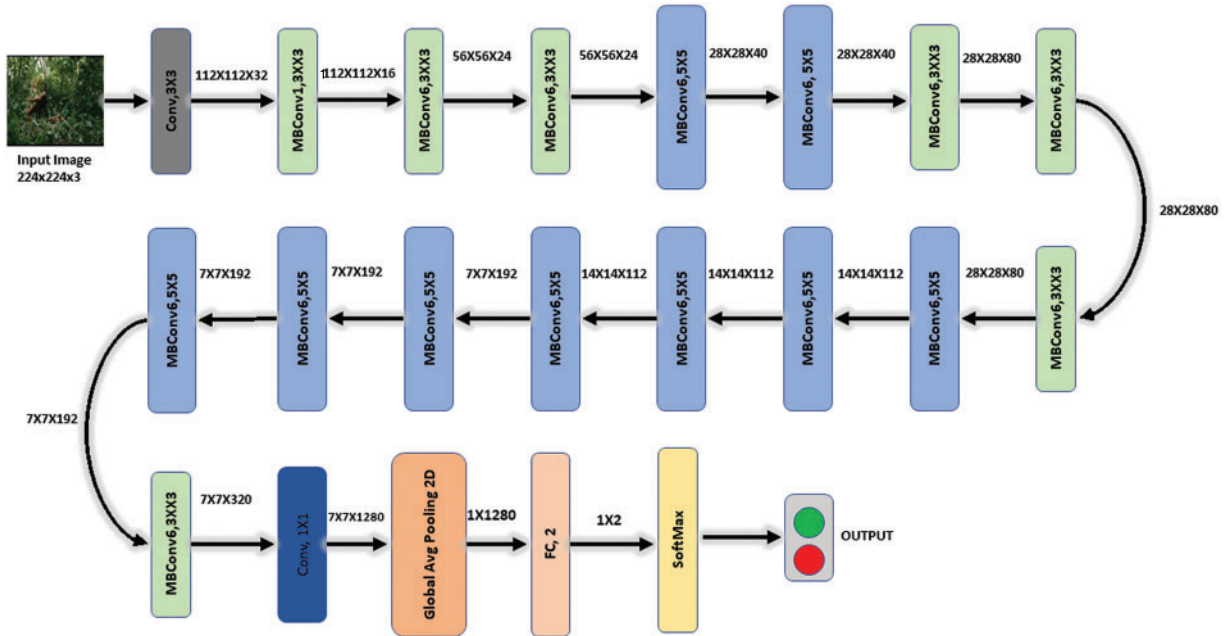 Input Image
224x224x3
Conv,3X3
112X112X32
MBConv1,3XX3
112X112X16
MBConv6,3XX3
56X56X24
MBConv6,3XX3
56X56X24
MBConv6,5X5
28X28X40
MBConv6, 5X5
28X28X40
MBConv6,3XX3
28X28X80
MBConv6,3XX3
28X28X80
MBConv6,3XX3
28X28X80
MBConv6,5X5
14X14X112
MBConv6,5X5
14X14X112
MBConv6,5X5
14X14X112
MBConv6,5X5
7X7X192
MBConv6,5X5
7X7X192
MBConv6,5X5
7X7X192
MBConv6,5X5
7X7X192
MBConv6,3XX3
7X7X320
Conv, 1X1
7X7X1280
Global Avg Pooling 2D
1X1280
FC, 2
1X2
SoftMax
OUTPUT